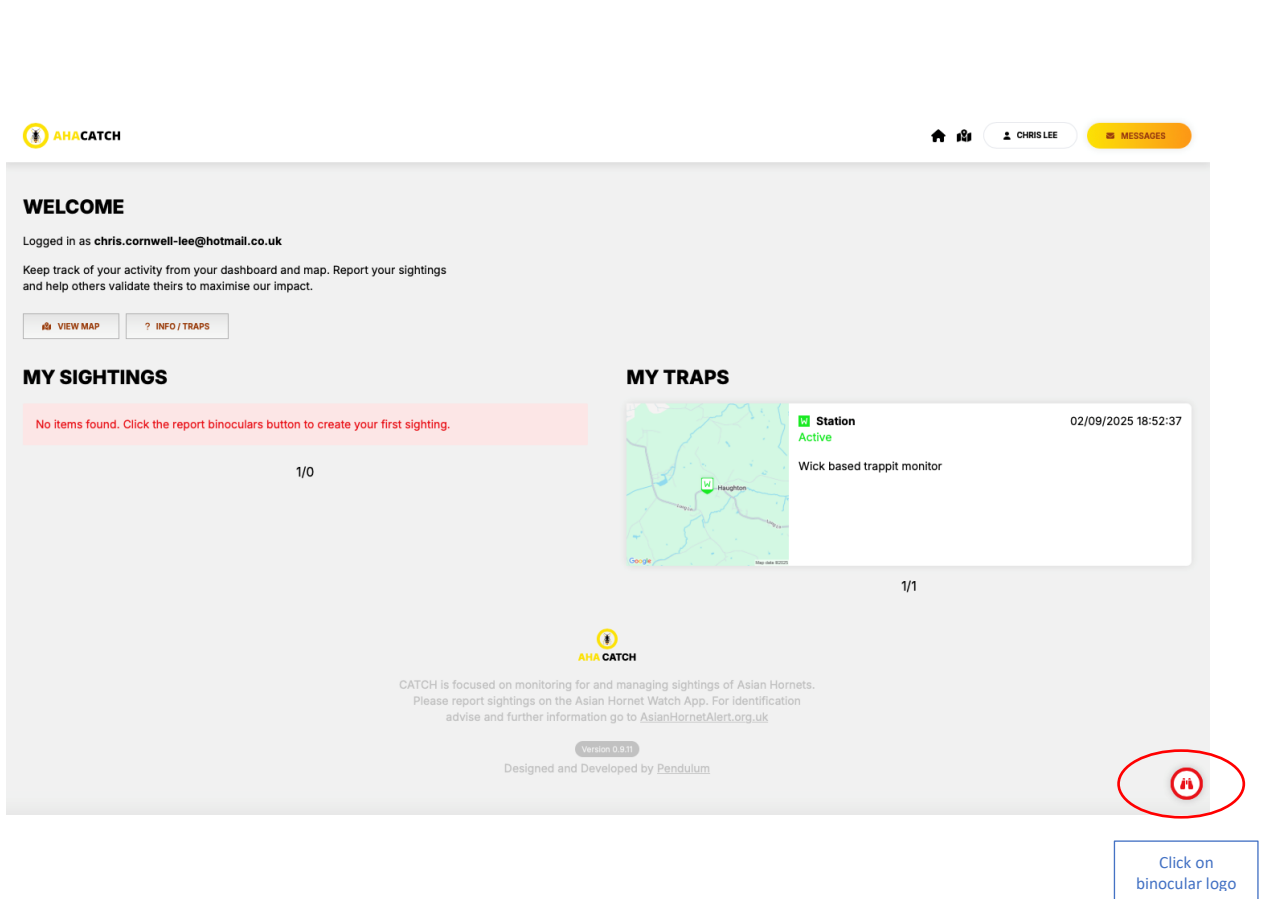 AHACATCH
CHRIS LEE
MESSAGES
WELCOME
Logged in as chris.cornwell-lee@hotmail.co.uk
Keep track of your activity from your dashboard and map. Report your sightings
and help others validate theirs to maximise our impact.
VIEW MAP
? INFO / TRAPS
MY SIGHTINGS
No items found. Click the report binoculars button to create your first sighting.
1/0
MY TRAPS
W
Haughton
Long Ln
Google
Map data ©2025
W Station
02/09/2025 18:52:37
Active
Wick based trappit monitor
1/1
AHA CATCH
CATCH is focused on monitoring for and managing sightings of Asian Hornets.
Please report sightings on the Asian Hornet Watch App. For identification
advise and further information go to AsianHornetAlert.org.uk
Version 0.9.11
Designed and Developed by Pendulum
Click on
binocular logo